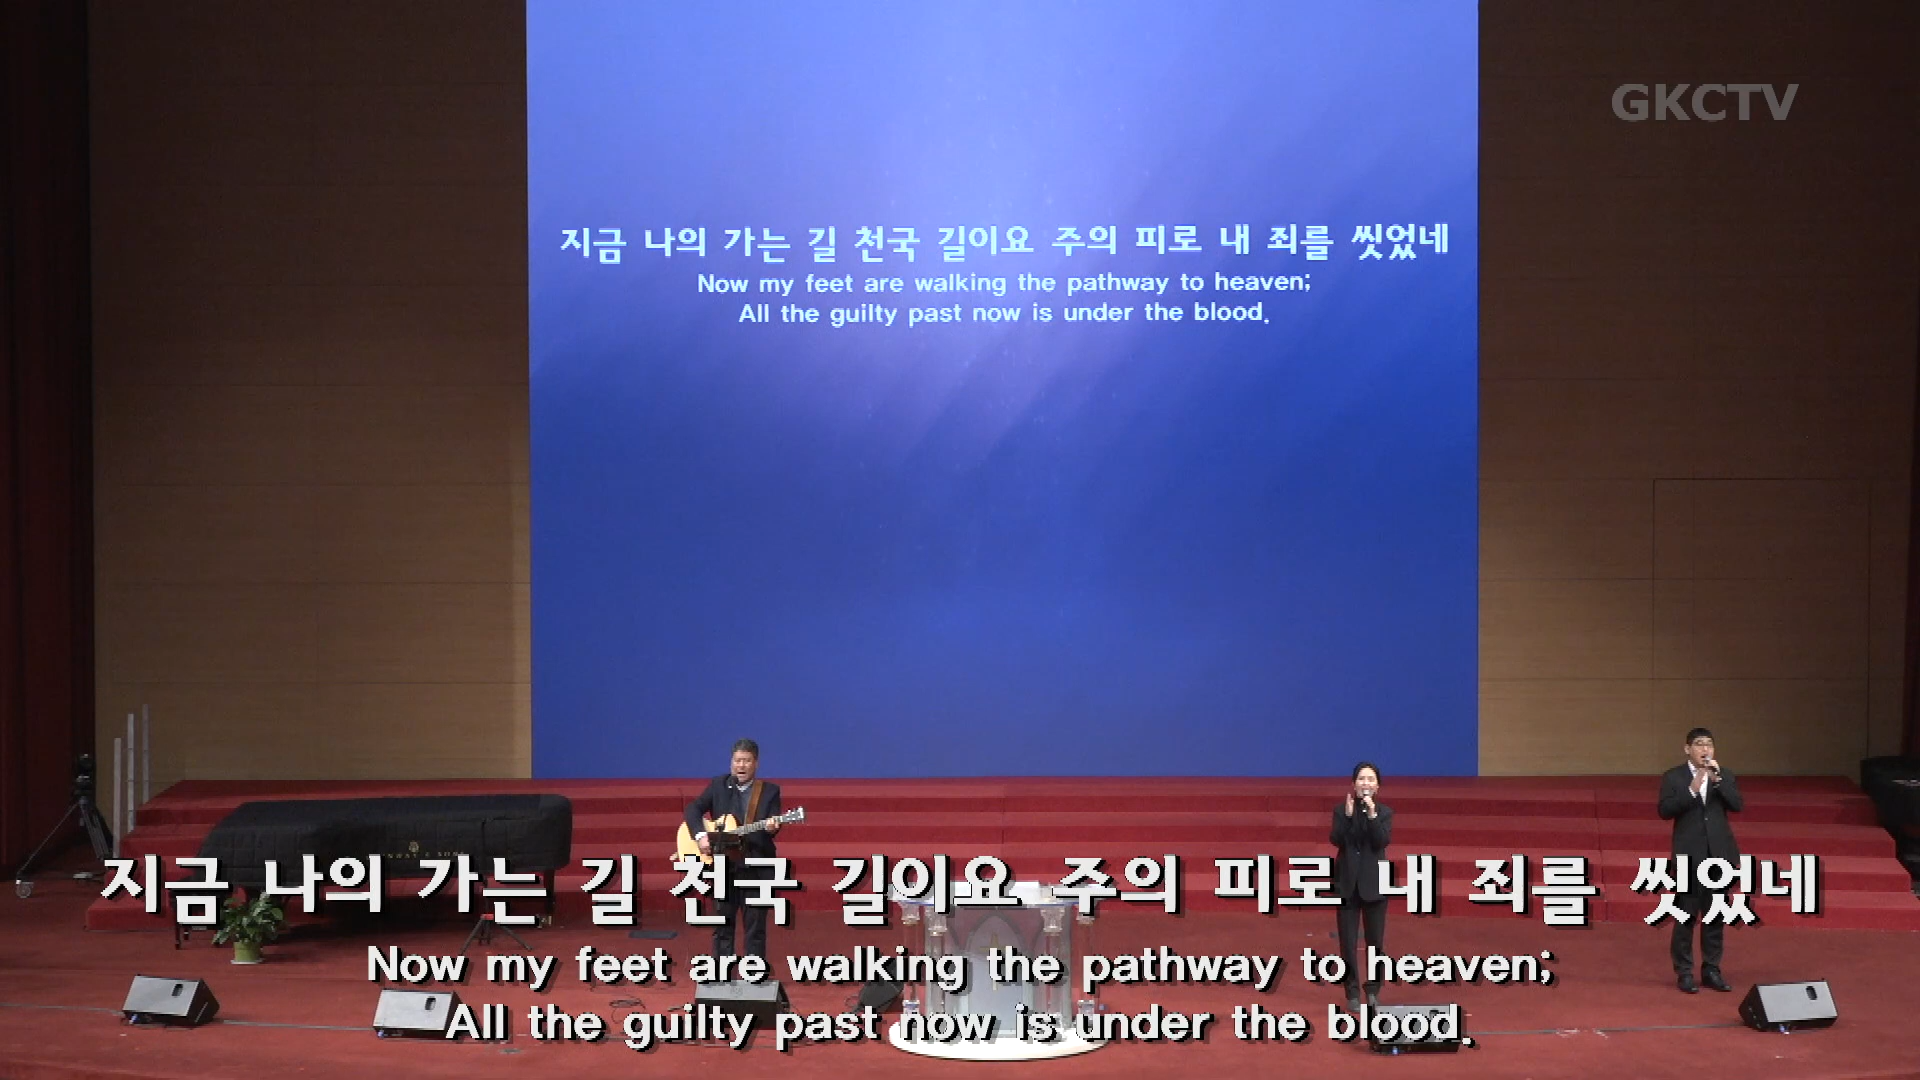 GKCTV
지금 나의 가는 길 천국 길이요 주의 피로 내 죄를 씻었네
Now my feet are walking the pathway to heaven;
All the guilty past now is under the blood.
지금 나의 가는 길 천국 길이요 주의 피로 내 죄를 씻었네
Now my feet are walking the pathway to heaven;
All the guilty past now is under the blood.